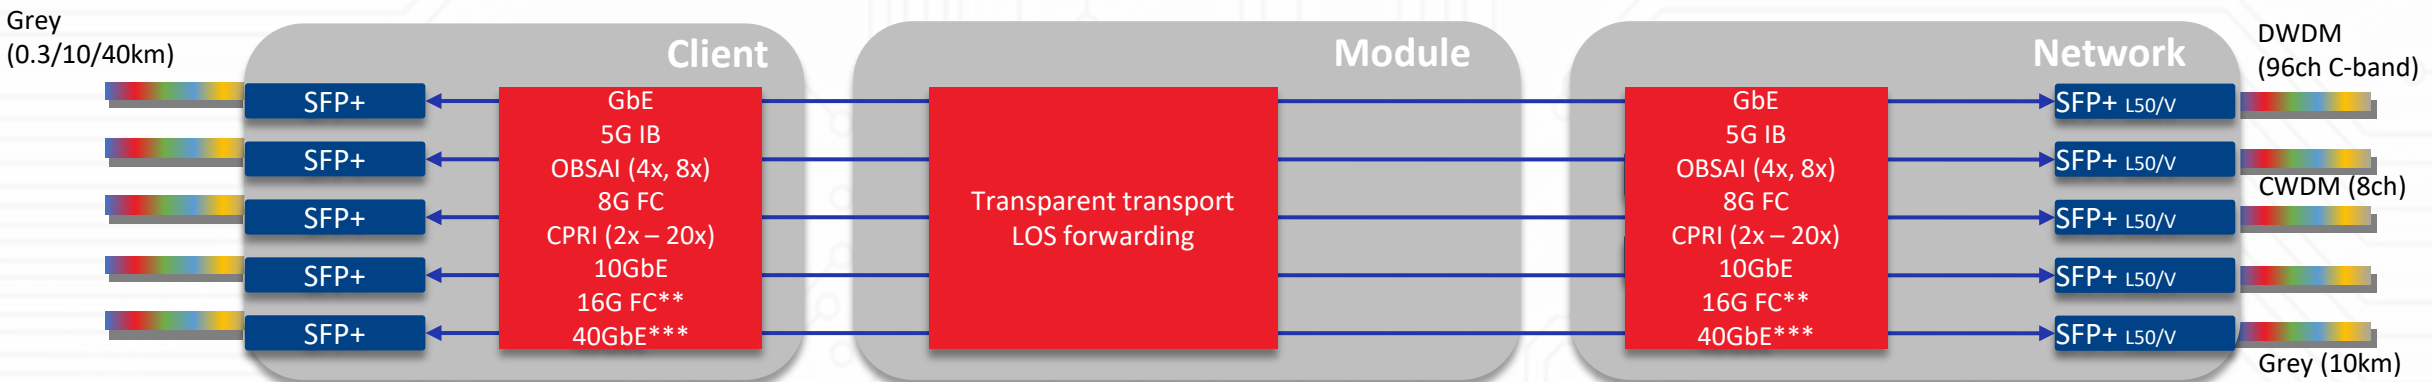 Grey
(0.3/10/40km)
Client
SFP+
SFP+
SFP+
SFP+
SFP+
GbE
5G IB
OBSAI (4x, 8x)
8G FC
CPRI (2x – 20x)
10GbE
16G FC**
40GbE***
Module
Transparent transport
LOS forwarding
Network
GbE
5G IB
OBSAI (4x, 8x)
8G FC
CPRI (2x – 20x)
10GbE
16G FC**
40GbE***
SFP+ L50/V
SFP+ L50/V
SFP+ L50/V
SFP+ L50/V
SFP+ L50/V
DWDM
(96ch C-band)
CWDM (8ch)
Grey (10km)